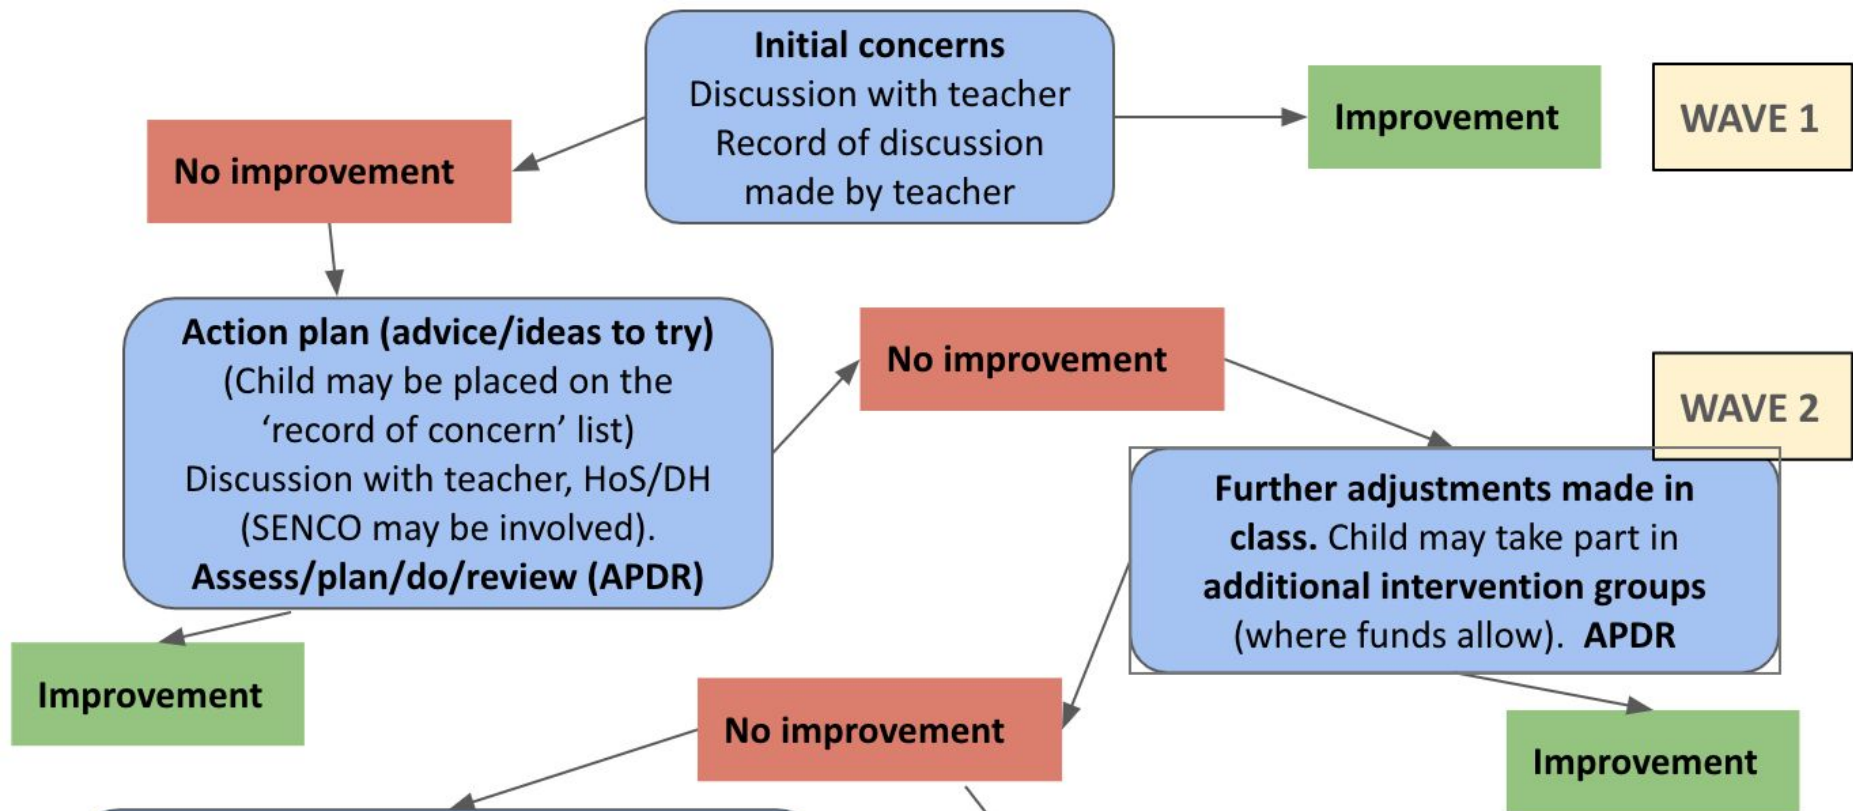 Initial concerns
Discussion with teacher
Record of discussion
made by teacher
Improvement
WAVE 1
No improvement
Action plan (advice/ideas to try)
(Child may be placed on the
‘record of concern’ list)
Discussion with teacher, HoS/DH
(SENCO may be involved).
Assess/plan/do/review (APDR)
No improvement
WAVE 2
Further adjustments made in
class. Child may take part in
additional intervention groups
(where funds allow).  APDR
Improvement
No improvement
Improvement